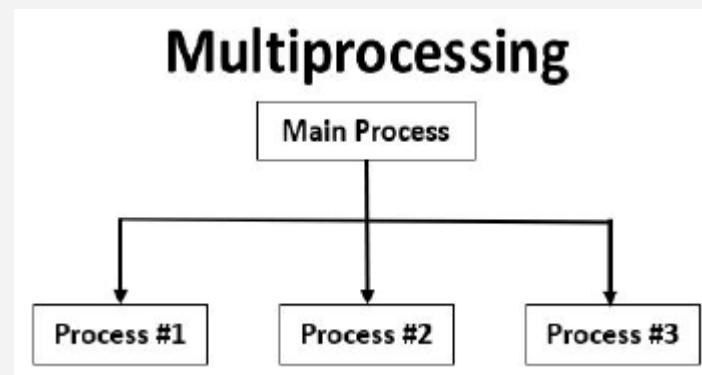 Multiprocessing
Main Process
Process #1
Process #2
Process #3